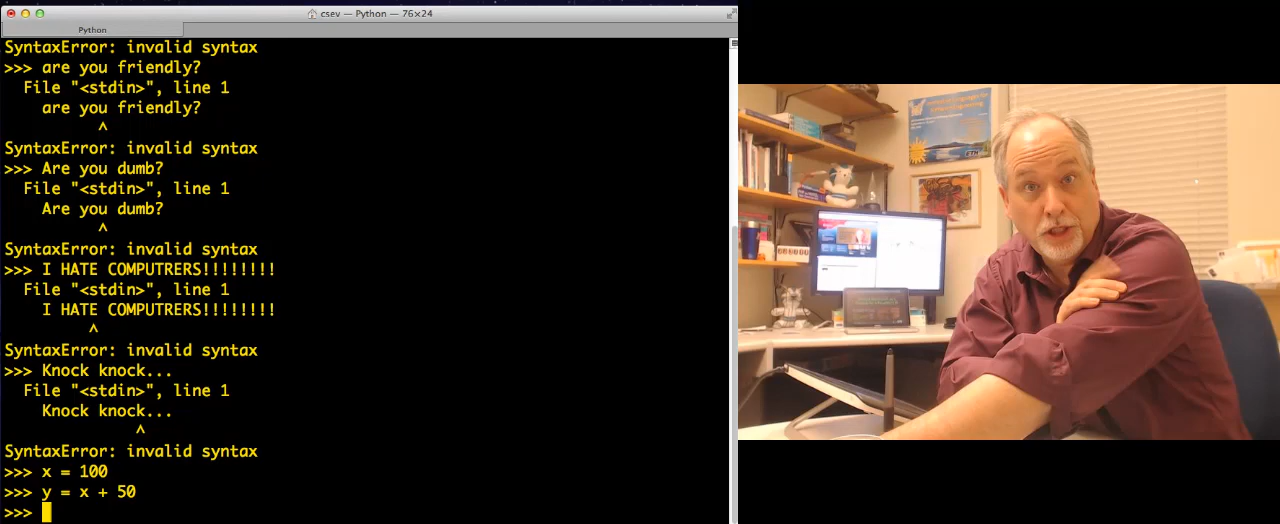 csev — Python — 76×24
Python
SyntaxError: invalid syntax
>>> are you friendly?
  File "<stdin>", line 1
    are you friendly?
          ^
SyntaxError: invalid syntax
>>> Are you dumb?
  File "<stdin>", line 1
    Are you dumb?
          ^
SyntaxError: invalid syntax
>>> I HATE COMPUTRERS!!!!!!!!
  File "<stdin>", line 1
    I HATE COMPUTRERS!!!!!!!!
         ^
SyntaxError: invalid syntax
>>> Knock knock...
  File "<stdin>", line 1
    Knock knock...
              ^
SyntaxError: invalid syntax
>>> x = 100
>>> y = x + 50
>>>